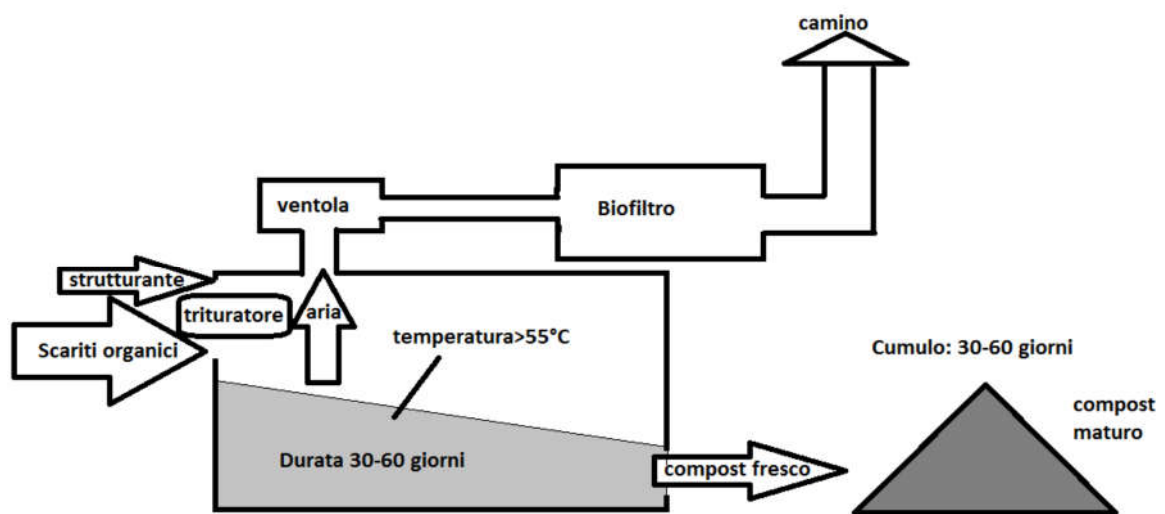 camino
ventola
Biofiltro
strutturante
trituratore
aria
Scariti organici
temperatura>55°C
Cumulo: 30-60 giorni
compost
maturo
Durata 30-60 giorni
compost fresco